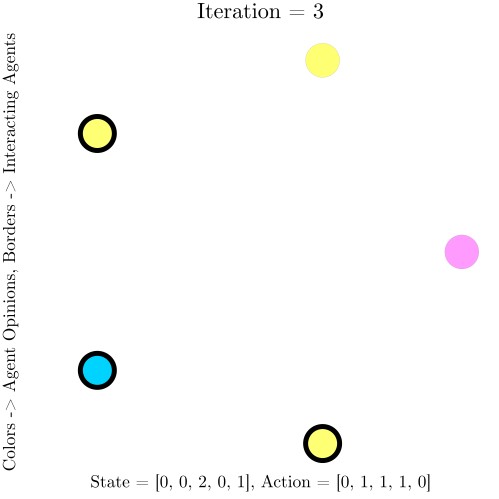 Iteration = 3
Colors -> Agent Opinions, Borders -> Interacting Agents
State = [0, 0, 2, 0, 1], Action = [0, 1, 1, 1, 0]